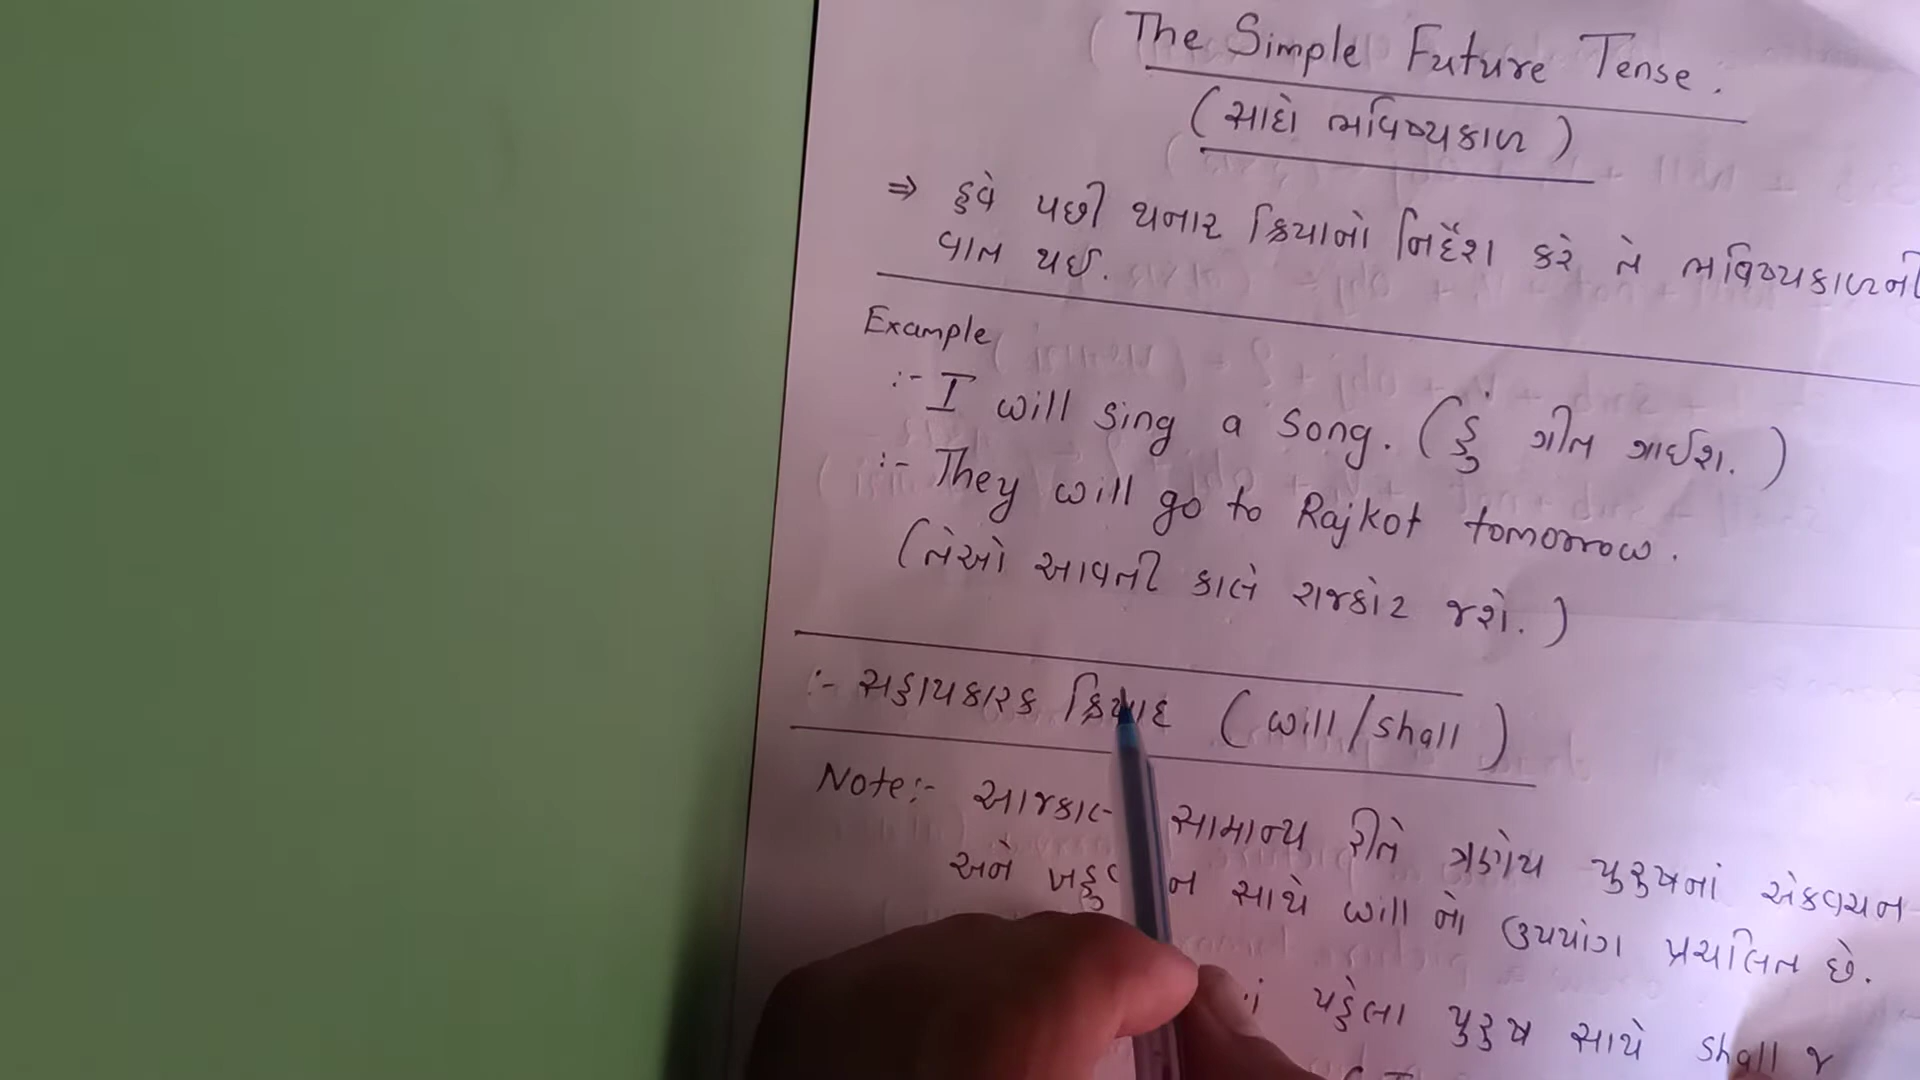 The Simple Future Tense.
(સાદો ભવિષ્યકાળ)
⇒ હવે પછી થનાર ક્રિયાનો નિર્દેશ કરે તે ભવિષ્યકાળની
વાત થઈ.
Example
:- I will sing a song. (હું ગીત ગાઈશ.)
:- They will go to Rajkot tomorrow.
(તેઓ આવતી કાલે રાજકોટ જશે.)
:- સહાયકારક ક્રિયાપદ (will/shall)
Note:- આજકાલ સામાન્ય રીતે ત્રણેય પુરુષનાં એકવચન
અને બહુવચન સાથે will નો ઉપયોગ પ્રચલિત છે.
પહેલા પુરુષ સાથે shall જ